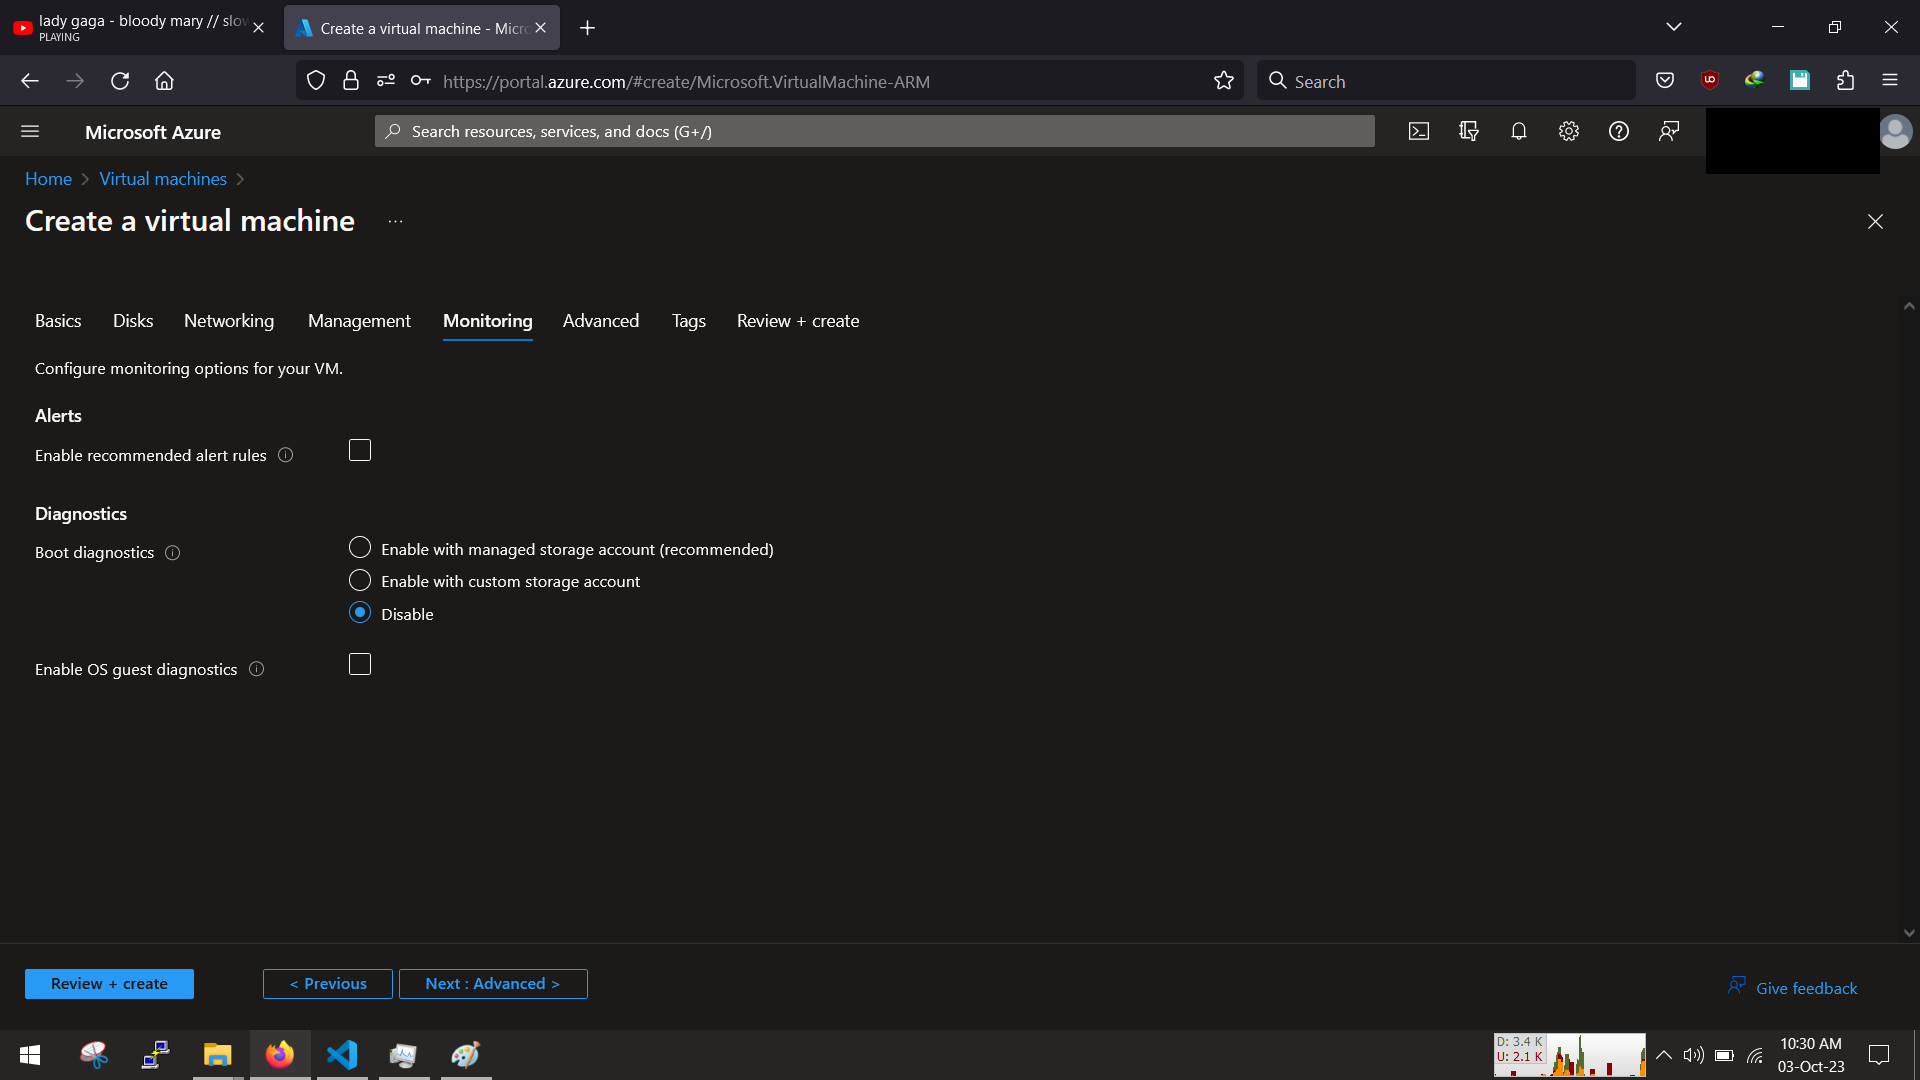 lady gaga - bloody mary // slow
PLAYING
Create a virtual machine - Micro
https://portal.azure.com/#create/Microsoft.VirtualMachine-ARM
Search
Microsoft Azure
Search resources, services, and docs (G+/)
Home > Virtual machines >
Create a virtual machine ...
Basics Disks Networking Management Monitoring Advanced Tags Review + create
Configure monitoring options for your VM.
Alerts
Enable recommended alert rules
Diagnostics
Boot diagnostics
Enable with managed storage account (recommended)
Enable with custom storage account
Disable
Enable OS guest diagnostics
Review + create
< Previous
Next : Advanced >
Give feedback
D: 3.4 K
U: 2.1 K
10:30 AM
03-Oct-23